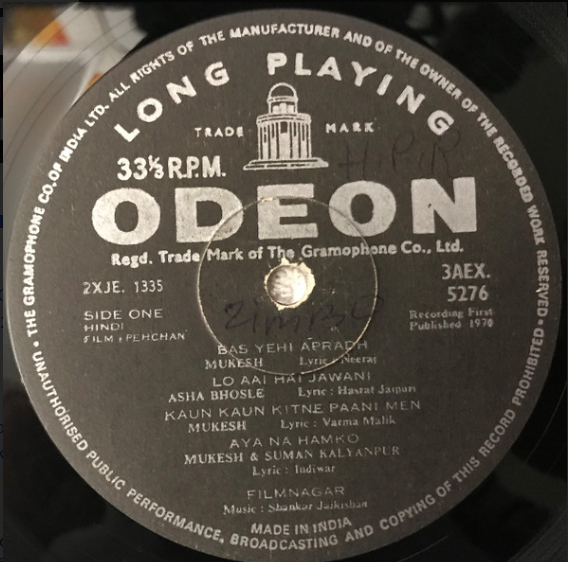 UNAUTHORISED PUBLIC PERFORMANCE, BROADCASTING AND COPYING OF THIS RECORD PROHIBITED • THE GRAMOPHONE CO. OF INDIA LTD. ALL RIGHTS OF THE MANUFACTURER AND OF THE OWNER OF THE RECORDED WORK RESERVED •
LONG PLAYING
TRADE MARK
33⅓ R.P.M.
ODEON
Regd. Trade Mark of The Gramophone Co., Ltd.
2XJE. 1335
3AEX.
5276
SIDE ONE
HINDI
FILM : PEHCHAN
Recording First
Published 1970
ZIMBO
BAS YEHI APRADH
MUKESH Lyric : Neeraj
LO AAI HAI JAWANI
ASHA BHOSLE Lyric : Hasrat Jaipuri
KAUN KAUN KITNE PAANI MEN
MUKESH Lyric : Varma Malik
AYA NA HAMKO
MUKESH & SUMAN KALYANPUR
Lyric : Indiwar
FILMNAGAR
Music : Shankar Jaikishan
MADE IN INDIA